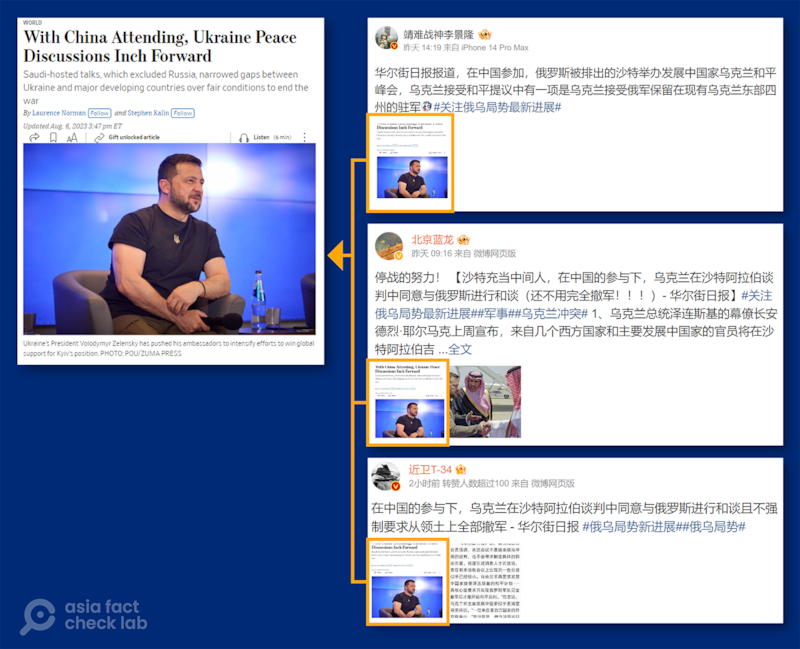 WORLD
With China Attending, Ukraine Peace
Discussions Inch Forward
Saudi-hosted talks, which excluded Russia, narrowed gaps between
Ukraine and major developing countries over fair conditions to end the
war
By Laurence Norman Follow and Stephen Kalin Follow
Updated Aug. 6, 2023 3:47 pm ET
Gift unlocked article
Listen (6 min)
Ukraine's President Volodymyr Zelensky has pushed his ambassadors to intensify efforts to win global
support for Kyiv's position. PHOTO: POU/ZUMA PRESS
靖难战神李景隆
昨天 14:19 来自 iPhone 14 Pro Max
华尔街日报报道，在中国参加，俄罗斯被排出的沙特举办发展中国家乌克兰和平
峰会，乌克兰接受和平提议中有一项是乌克兰接受俄军保留在现有乌克兰东部四
州的驻军#关注俄乌局势最新进展#
北京蓝龙
昨天 09:16 来自 微博网页版
停战的努力！ 【沙特充当中间人，在中国的参与下，乌克兰在沙特阿拉伯谈
判中同意与俄罗斯进行和谈（还不用完全撤军！！！）- 华尔街日报】#关注
俄乌局势最新进展##军事##乌克兰冲突# 1、乌克兰总统泽连斯基的幕僚长安
德烈·耶尔马克上周宣布，来自几个西方国家和主要发展中国家的官员将在沙
特阿拉伯吉 ...全文
With China Attending, Ukraine Peace
Discussions Inch Forward
近卫T-34
2小时前 转赞人数超过100 来自 微博网页版
在中国的参与下，乌克兰在沙特阿拉伯谈判中同意与俄罗斯进行和谈且不强
制要求从领土上全部撤军 - 华尔街日报 #俄乌局势新进展##俄乌局势#
Discussions Inch Forward
asia fact
check lab